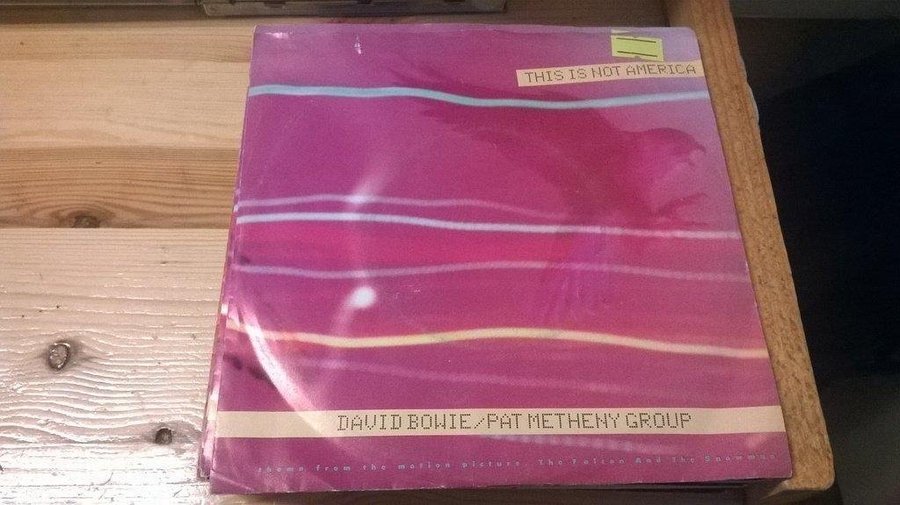 THIS IS NOT AMERICA
DAVID BOWIE/PAT METHENY GROUP
theme from the motion picture, The Falcon And The Snowman